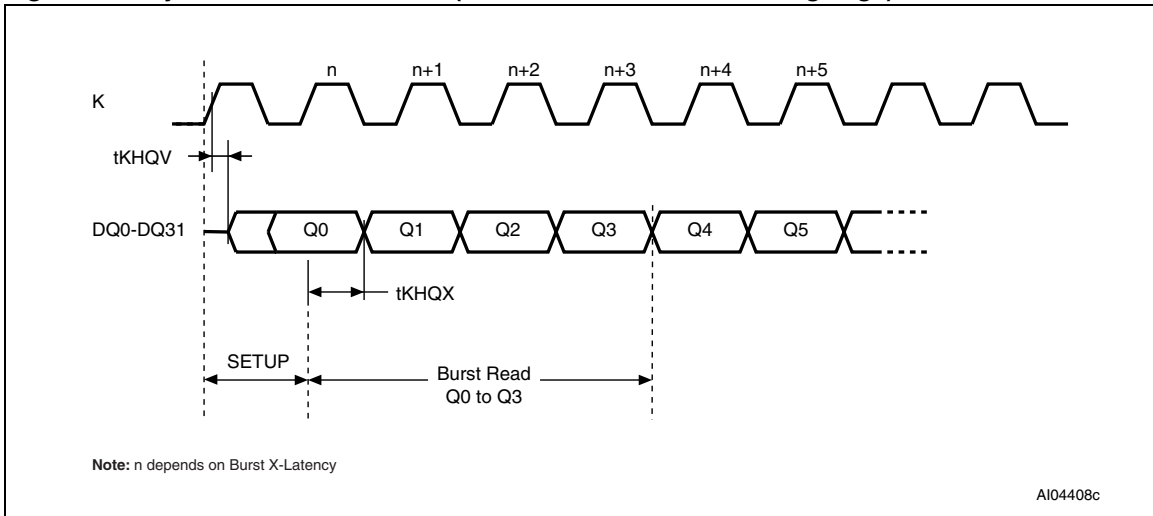 n n+1 n+2 n+3 n+4 n+5
K
tKHQV
DQ0-DQ31 Q0 Q1 Q2 Q3 Q4 Q5
tKHQX
SETUP
Burst Read
Q0 to Q3
Note: n depends on Burst X-Latency
AI04408c